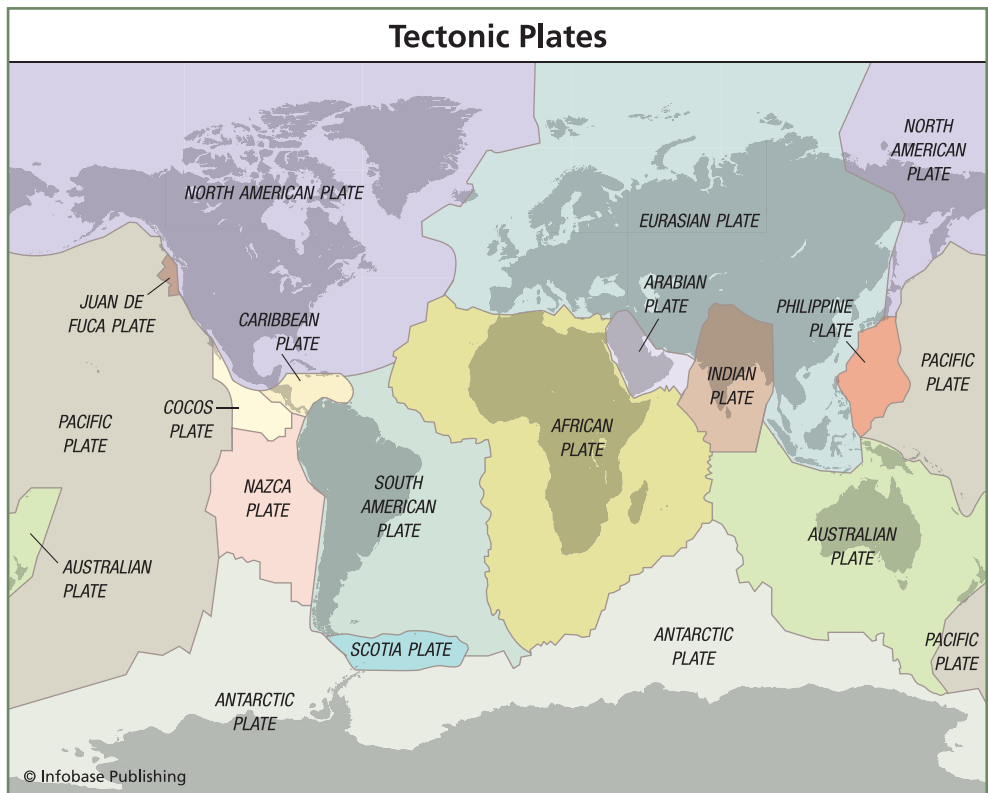 Tectonic Plates
NORTH
AMERICAN
PLATE
NORTH AMERICAN PLATE
EURASIAN PLATE
ARABIAN
PLATE
JUAN DE
FUCA PLATE
PHILIPPINE
PLATE
CARIBBEAN
PLATE
PACIFIC
PLATE
INDIAN
PLATE
COCOS
PLATE
PACIFIC
PLATE
AFRICAN
PLATE
NAZCA
PLATE
SOUTH
AMERICAN
PLATE
AUSTRALIAN
PLATE
AUSTRALIAN
PLATE
SCOTIA PLATE
ANTARCTIC
PLATE
PACIFIC
PLATE
ANTARCTIC
PLATE
© Infobase Publishing